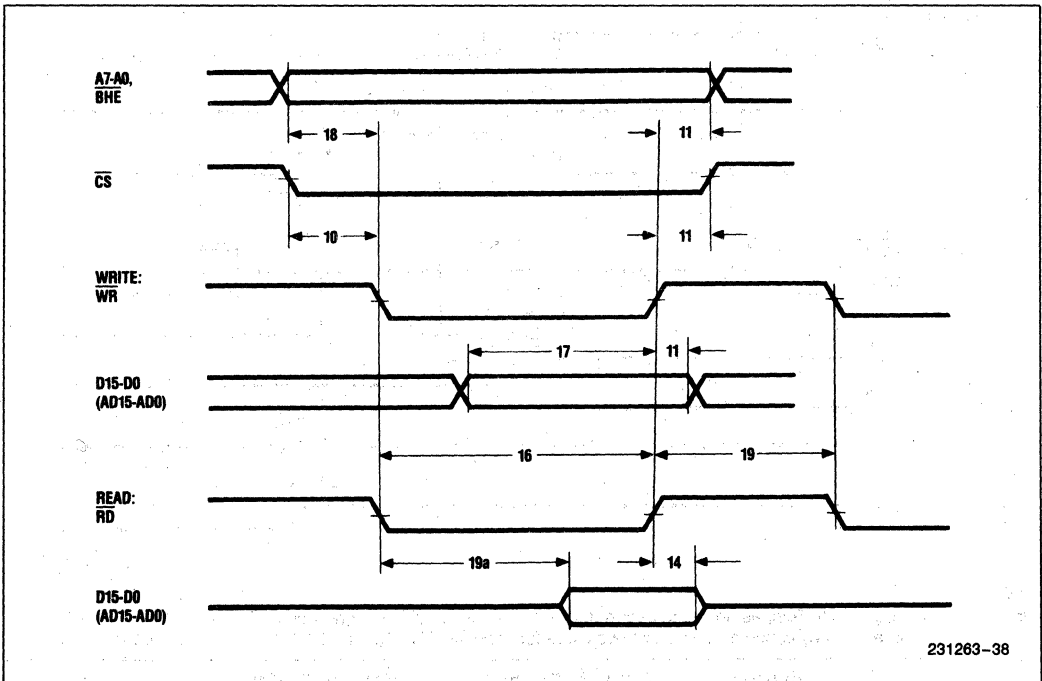 A7-A0,
BHE
18
11
CS
10
11
WRITE:
WR
17
11
D15-D0
(AD15-AD0)
16
19
READ:
RD
19a
14
D15-D0
(AD15-AD0)
231263–38